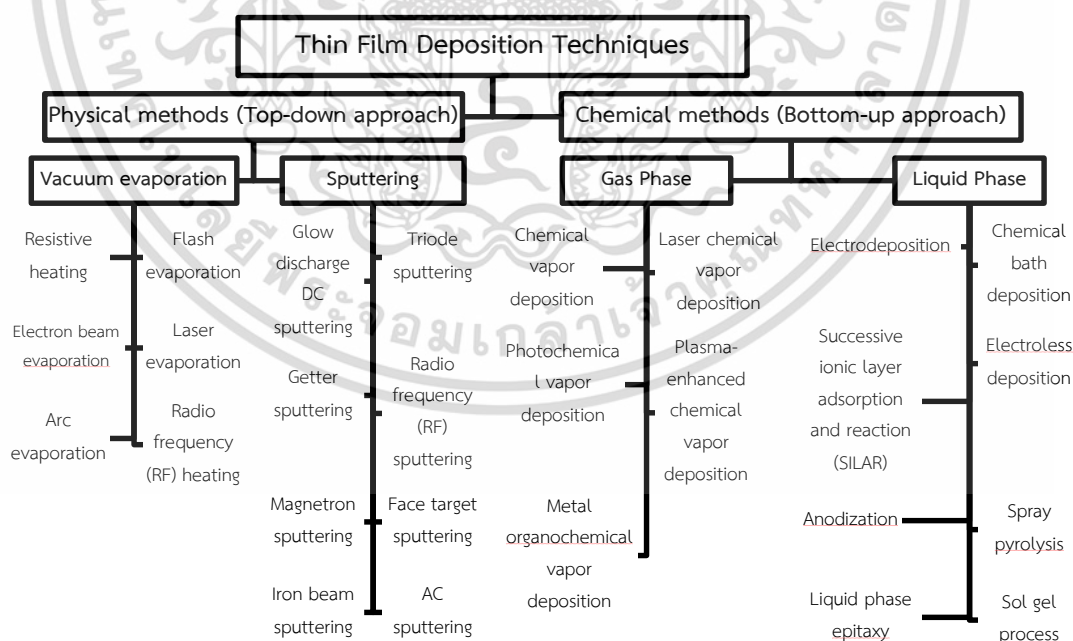 Thin Film Deposition Techniques
Physical methods (Top-down approach)
Chemical methods (Bottom-up approach)
Vacuum evaporation
Sputtering
Gas Phase
Liquid Phase
Resistive
heating
Flash
evaporation
Electron beam
evaporation
Laser
evaporation
Arc
evaporation
Radio
frequency
(RF) heating
Glow
discharge
DC
sputtering
Triode
sputtering
Getter
sputtering
Radio
frequency
(RF)
sputtering
Magnetron
sputtering
Face target
sputtering
Iron beam
sputtering
AC
sputtering
Chemical
vapor
deposition
Laser chemical
vapor
deposition
Photochemica
l vapor
deposition
Plasma-
enhanced
chemical
vapor
deposition
Metal
organochemical
vapor
deposition
Electrodeposition
Chemical
bath
deposition
Successive
ionic layer
adsorption
and reaction
(SILAR)
Electroless
deposition
Anodization
Spray
pyrolysis
Liquid phase
epitaxy
Sol gel
process